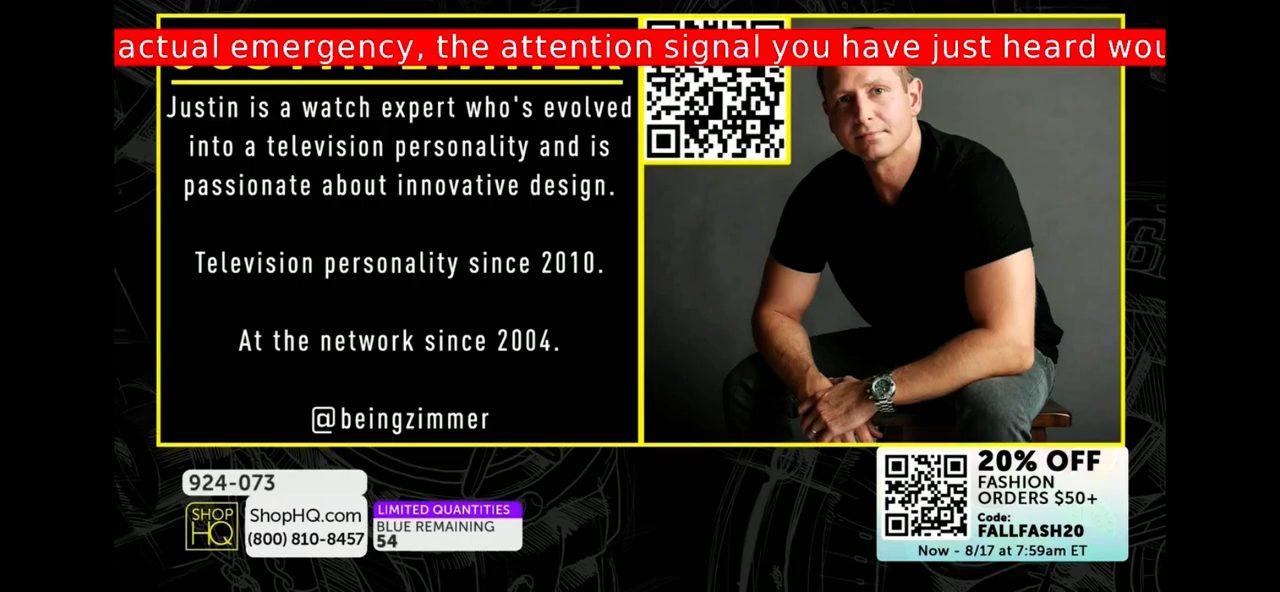 actual emergency, the attention signal you have just heard
Justin is a watch expert who's evolved
into a television personality and is
passionate about innovative design.
Television personality since 2010.
At the network since 2004.
@beingzimmer
924-073
SHOP
HQ
ShopHQ.com
(800) 810-8457
LIMITED QUANTITIES
BLUE REMAINING
54
20% OFF
FASHION
ORDERS $50+
Code:
FALLFASH20
Now - 8/17 at 7:59am ET